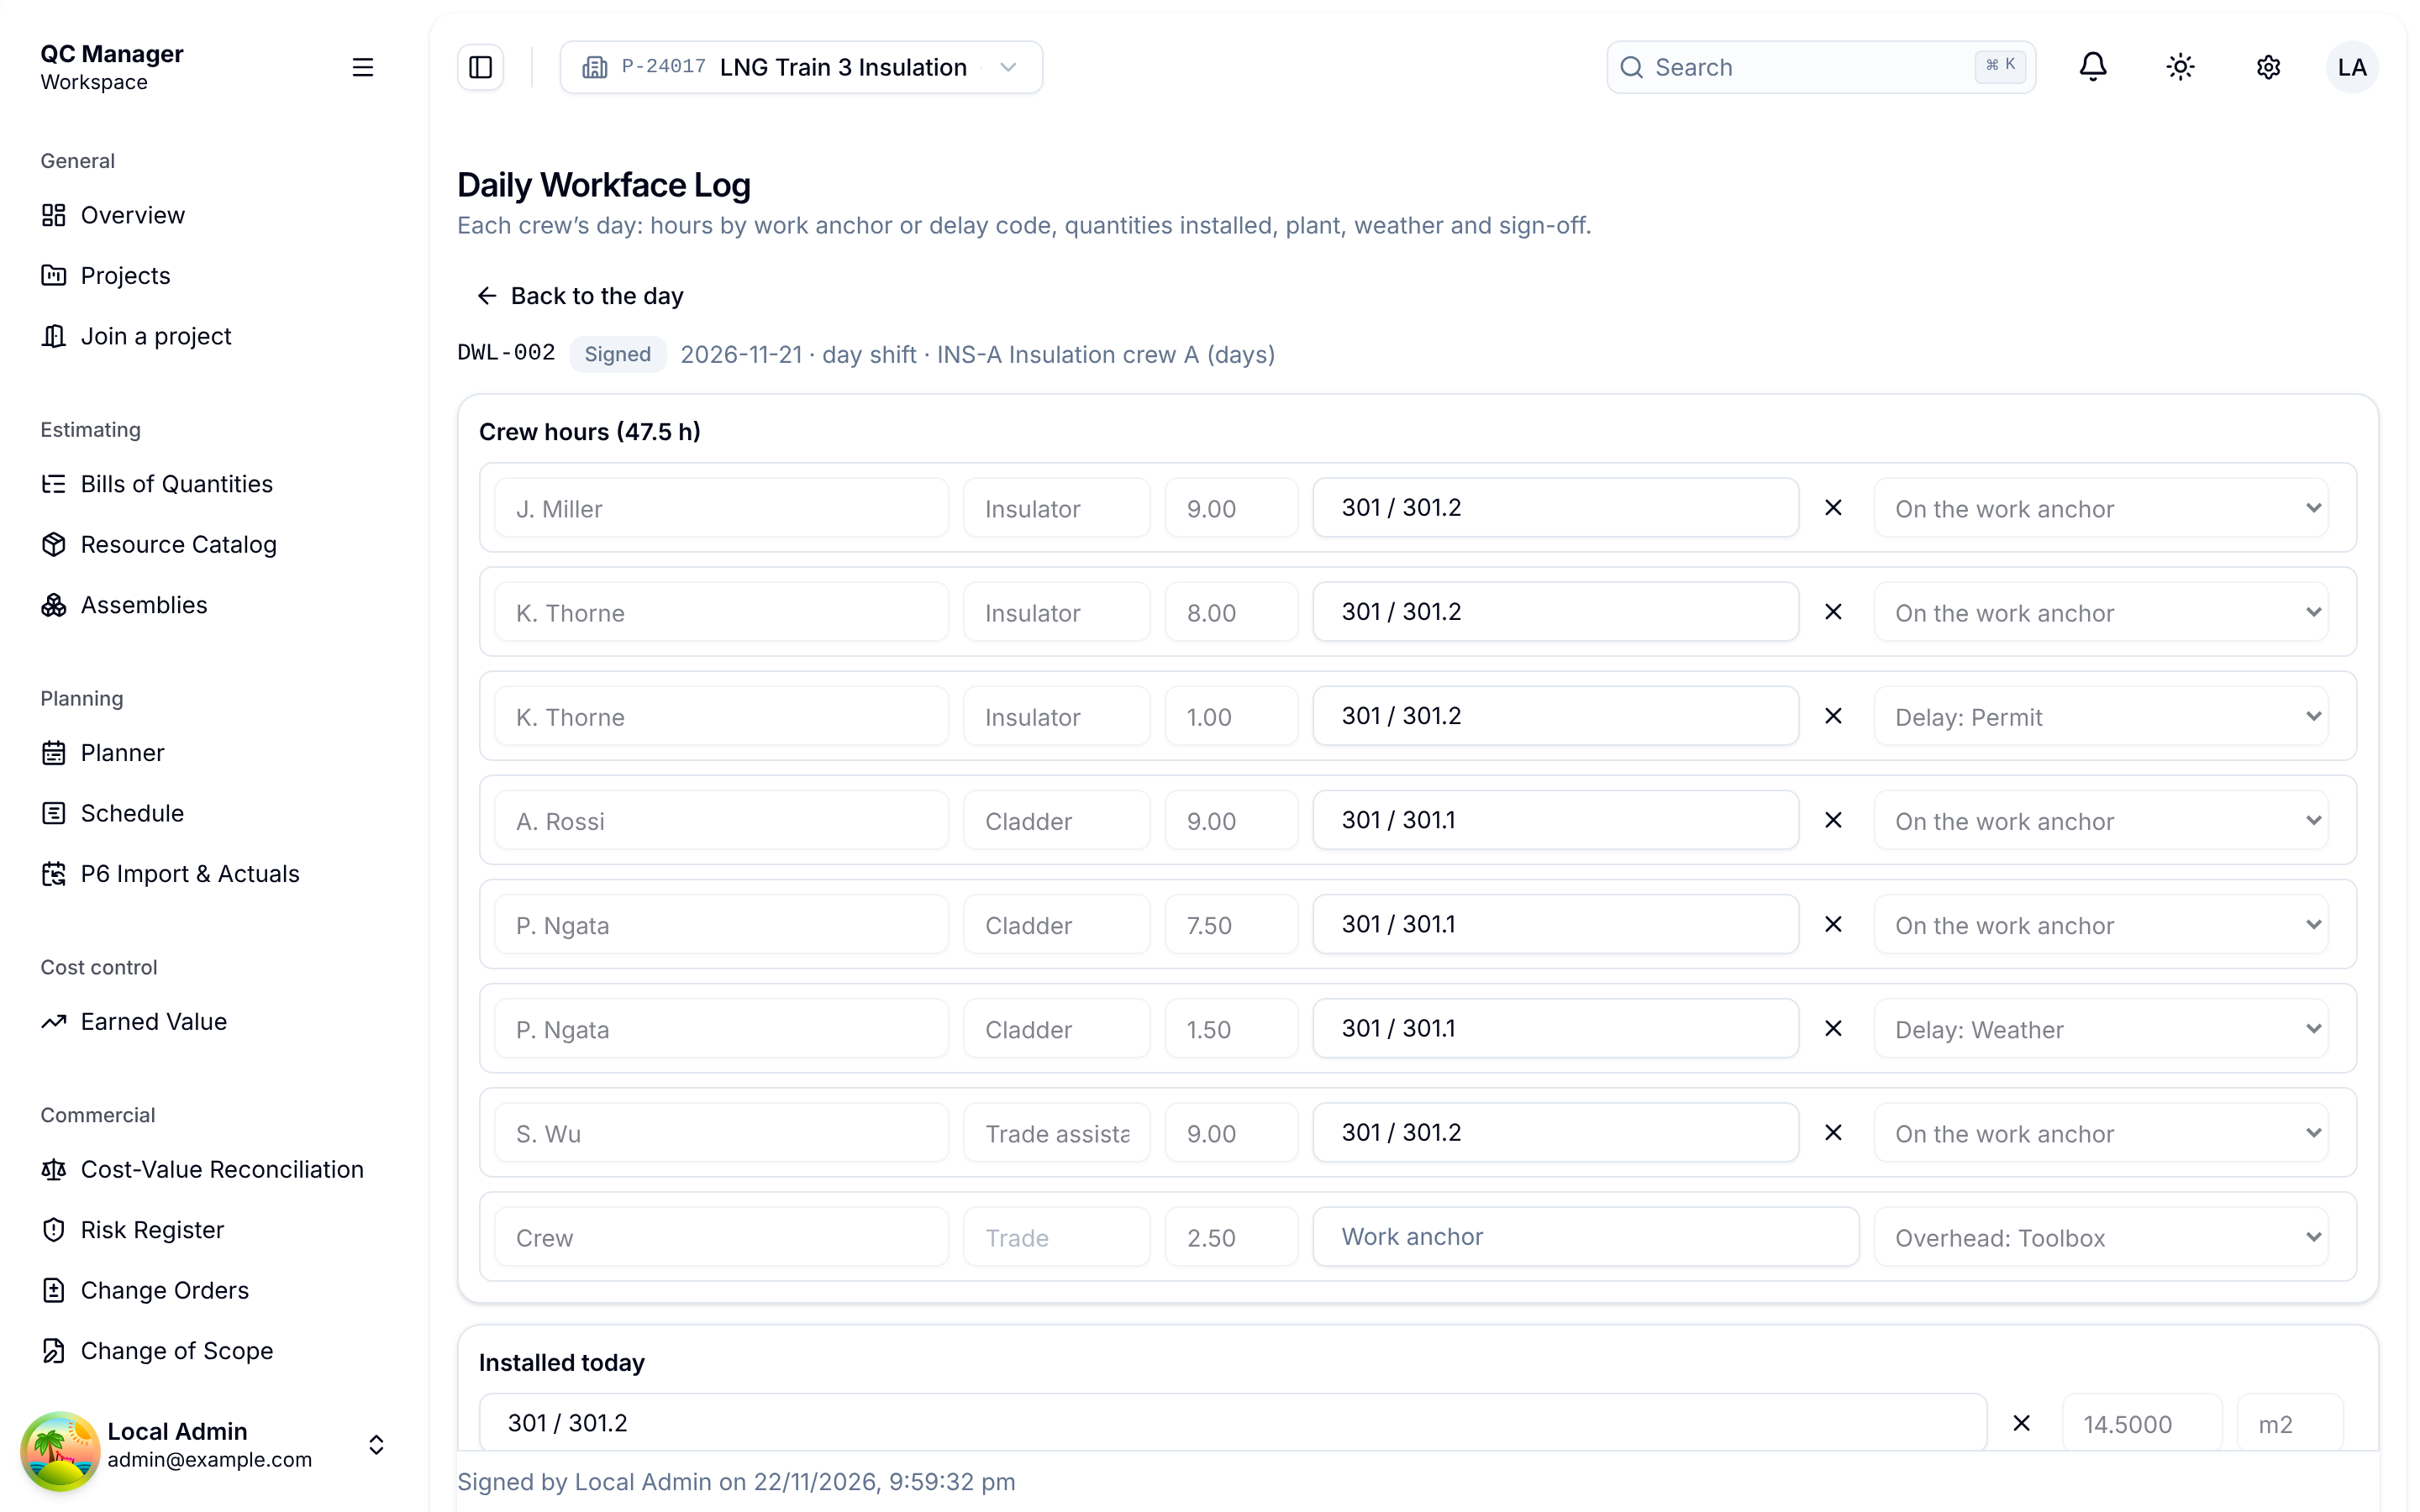 QC Manager
Workspace
General
Overview
Projects
Join a project
Estimating
Bills of Quantities
Resource Catalog
Assemblies
Planning
Planner
Schedule
P6 Import & Actuals
Cost control
Earned Value
Commercial
Cost-Value Reconciliation
Risk Register
Change Orders
Change of Scope
Local Admin
admin@example.com
P-24017 LNG Train 3 Insulation
Search ⌘ K
LA
Daily Workface Log
Each crew’s day: hours by work anchor or delay code, quantities installed, plant, weather and sign-off.
Back to the day
DWL-002 Signed 2026-11-21 · day shift · INS-A Insulation crew A (days)
Crew hours (47.5 h)
J. Miller Insulator 9.00 301 / 301.2 On the work anchor
K. Thorne Insulator 8.00 301 / 301.2 On the work anchor
K. Thorne Insulator 1.00 301 / 301.2 Delay: Permit
A. Rossi Cladder 9.00 301 / 301.1 On the work anchor
P. Ngata Cladder 7.50 301 / 301.1 On the work anchor
P. Ngata Cladder 1.50 301 / 301.1 Delay: Weather
S. Wu Trade assista 9.00 301 / 301.2 On the work anchor
Crew Trade 2.50 Work anchor Overhead: Toolbox
Installed today
301 / 301.2 14.5000 m2
Signed by Local Admin on 22/11/2026, 9:59:32 pm